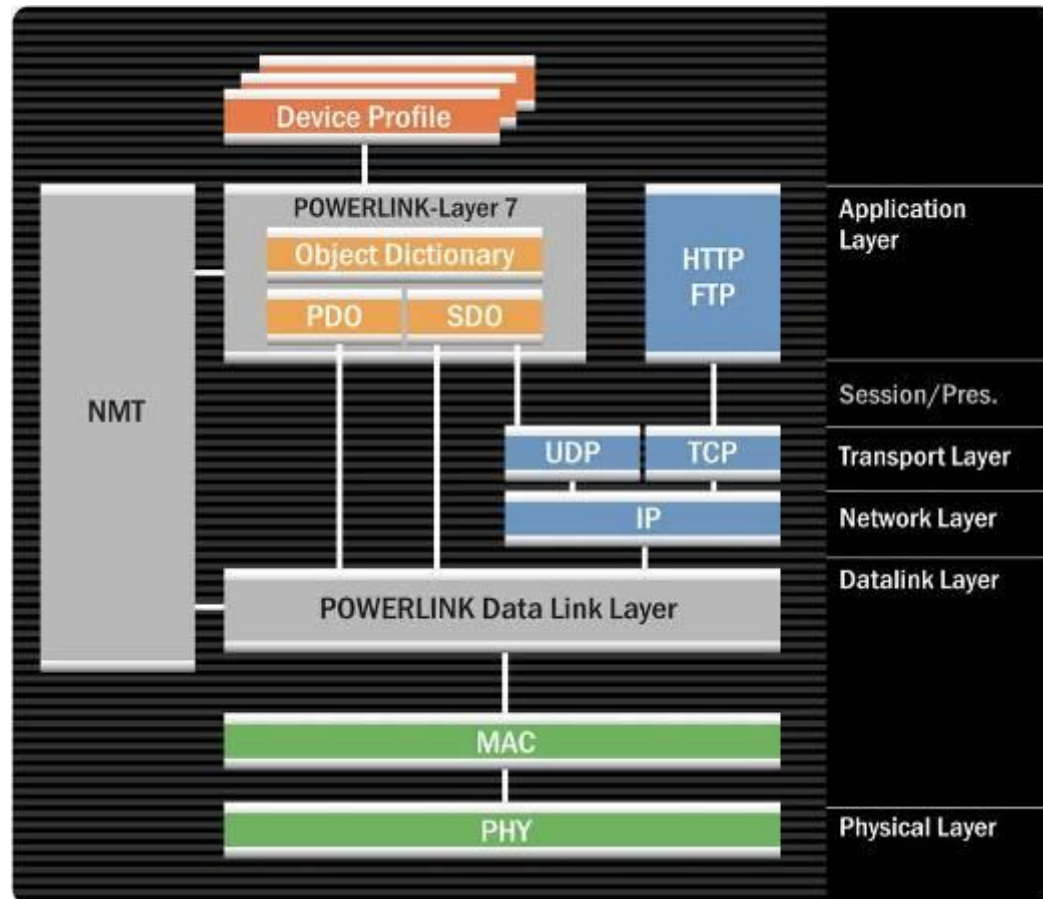 Device Profile
POWERLINK-Layer 7
Object Dictionary
PDO
SDO
HTTP
FTP
Application
Layer
NMT
Session/Pres.
UDP
TCP
Transport Layer
IP
Network Layer
Datalink Layer
POWERLINK Data Link Layer
MAC
PHY
Physical Layer